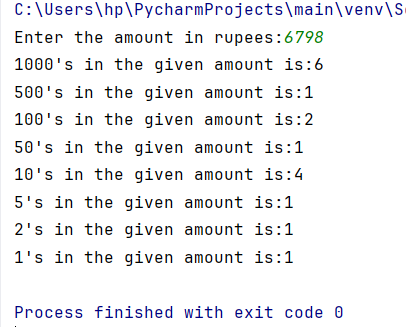 C:\Users\hp\PycharmProjects\main\venv\S
Enter the amount in rupees:6798
1000's in the given amount is:6
500's in the given amount is:1
100's in the given amount is:2
50's in the given amount is:1
10's in the given amount is:4
5's in the given amount is:1
2's in the given amount is:1
1's in the given amount is:1
Process finished with exit code 0